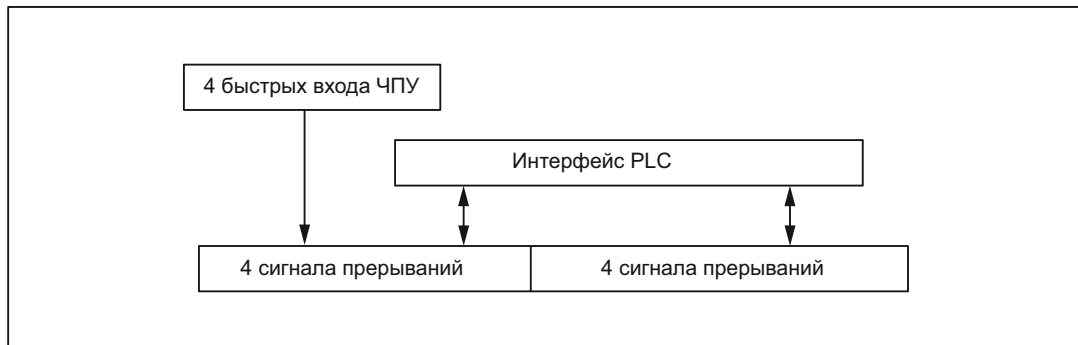 4 быстрых входа ЧПУ
Интерфейс PLC
4 сигнала прерываний
4 сигнала прерываний